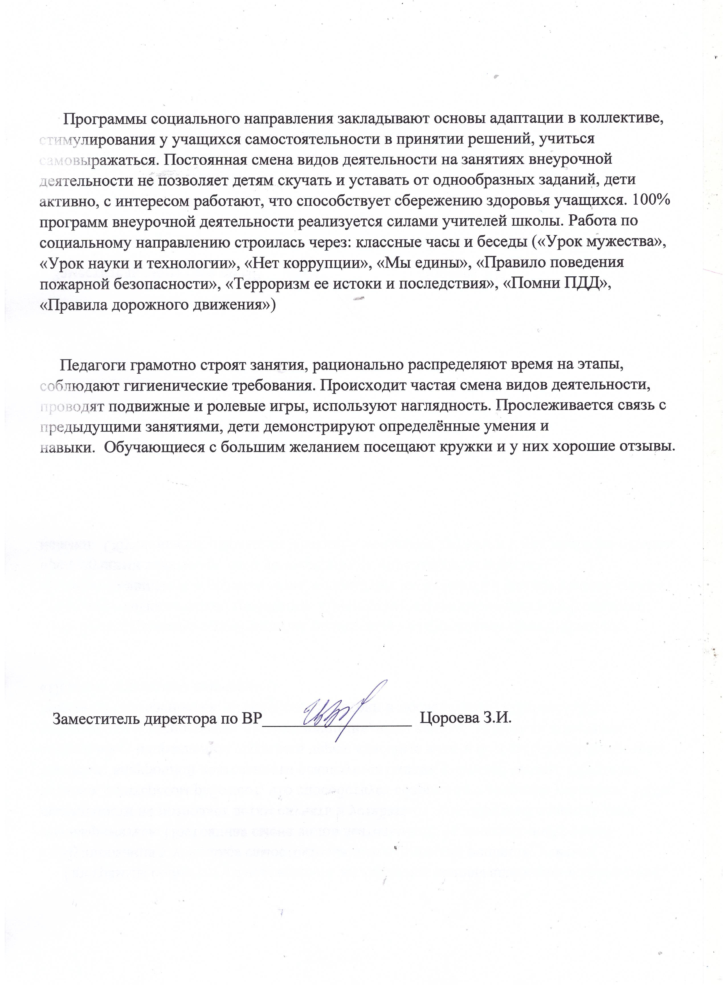 Программы социального направления закладывают основы адаптации в коллективе,
стимулирования у учащихся самостоятельности в принятии решений, учиться
самовыражаться. Постоянная смена видов деятельности на занятиях внеурочной
деятельности не позволяет детям скучать и уставать от однообразных заданий, дети
активно, с интересом работают, что способствует сбережению здоровья учащихся. 100%
программ внеурочной деятельности реализуется силами учителей школы. Работа по
социальному направлению строилась через: классные часы и беседы («Урок мужества»,
«Урок науки и технологии», «Нет коррупции», «Мы едины», «Правило поведения
пожарной безопасности», «Терроризм ее истоки и последствия», «Помни ПДД»,
«Правила дорожного движения»)
Педагоги грамотно строят занятия, рационально распределяют время на этапы,
соблюдают гигиенические требования. Происходит частая смена видов деятельности,
проводят подвижные и ролевые игры, используют наглядность. Прослеживается связь с
предыдущими занятиями, дети демонстрируют определённые умения и
навыки.  Обучающиеся с большим желанием посещают кружки и у них хорошие отзывы.
Заместитель директора по ВР__________________ Цороева З.И.